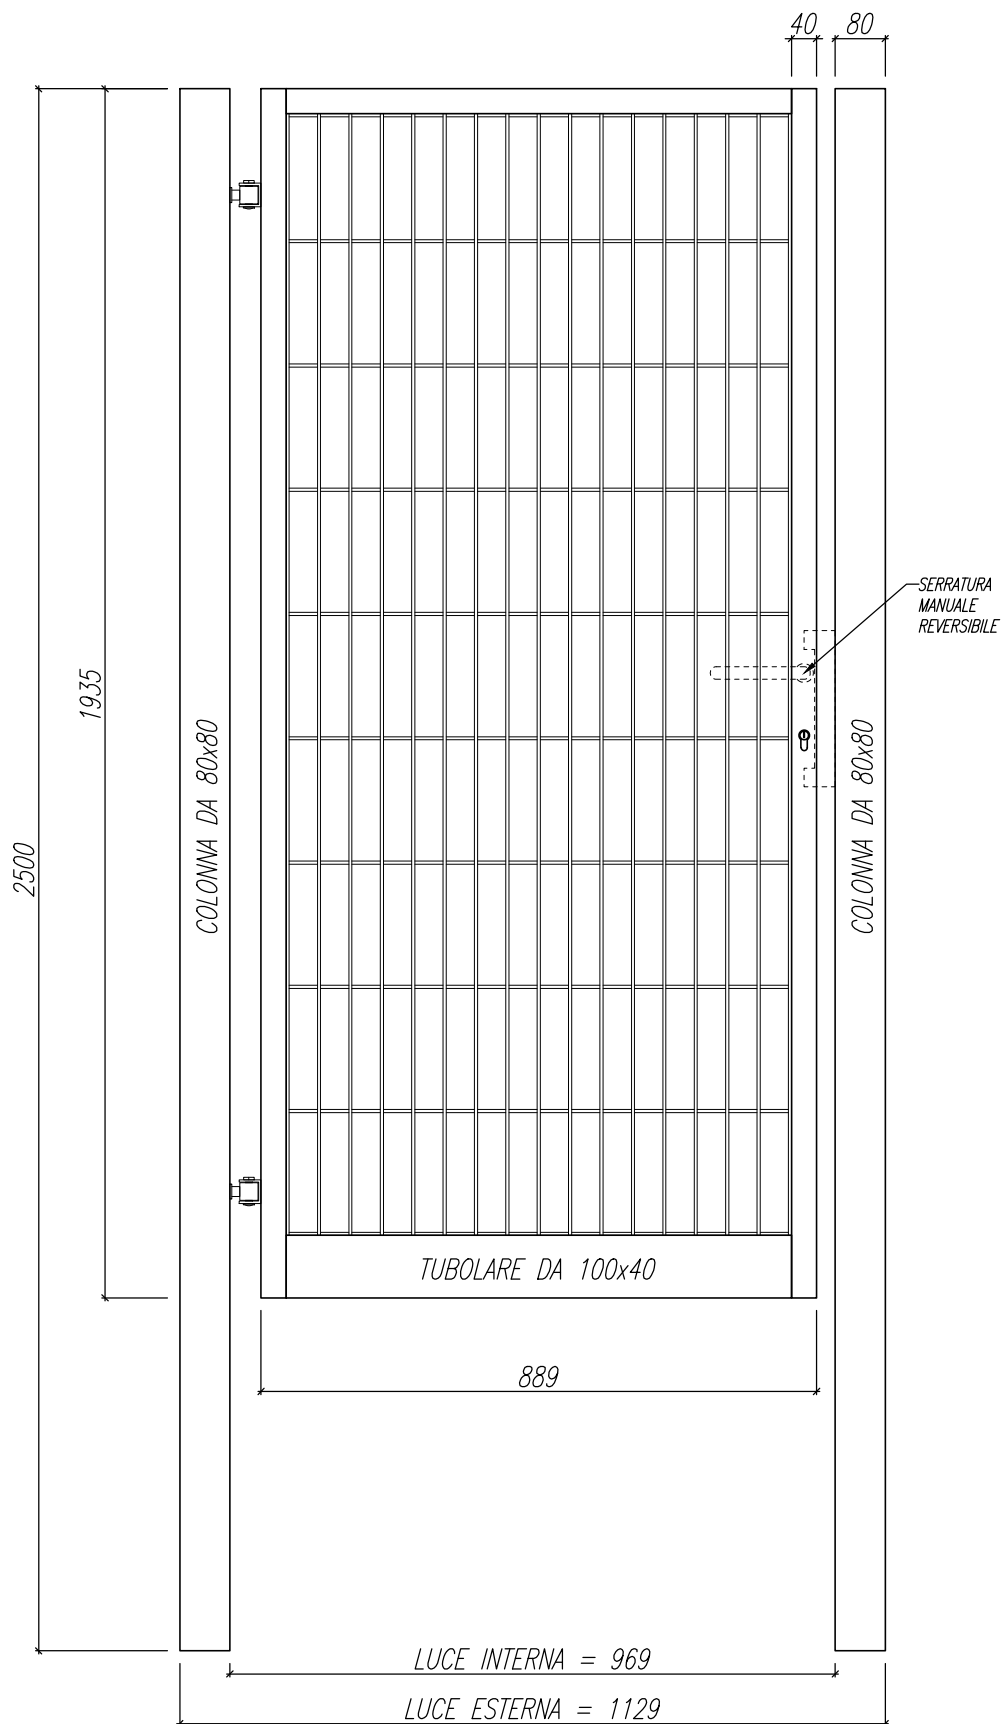 40
80
SERRATURA
MANUALE
REVERSIBILE
1935
2500
COLONNA DA 80x80
COLONNA DA 80x80
TUBOLARE DA 100x40
889
LUCE INTERNA = 969
LUCE ESTERNA = 1129